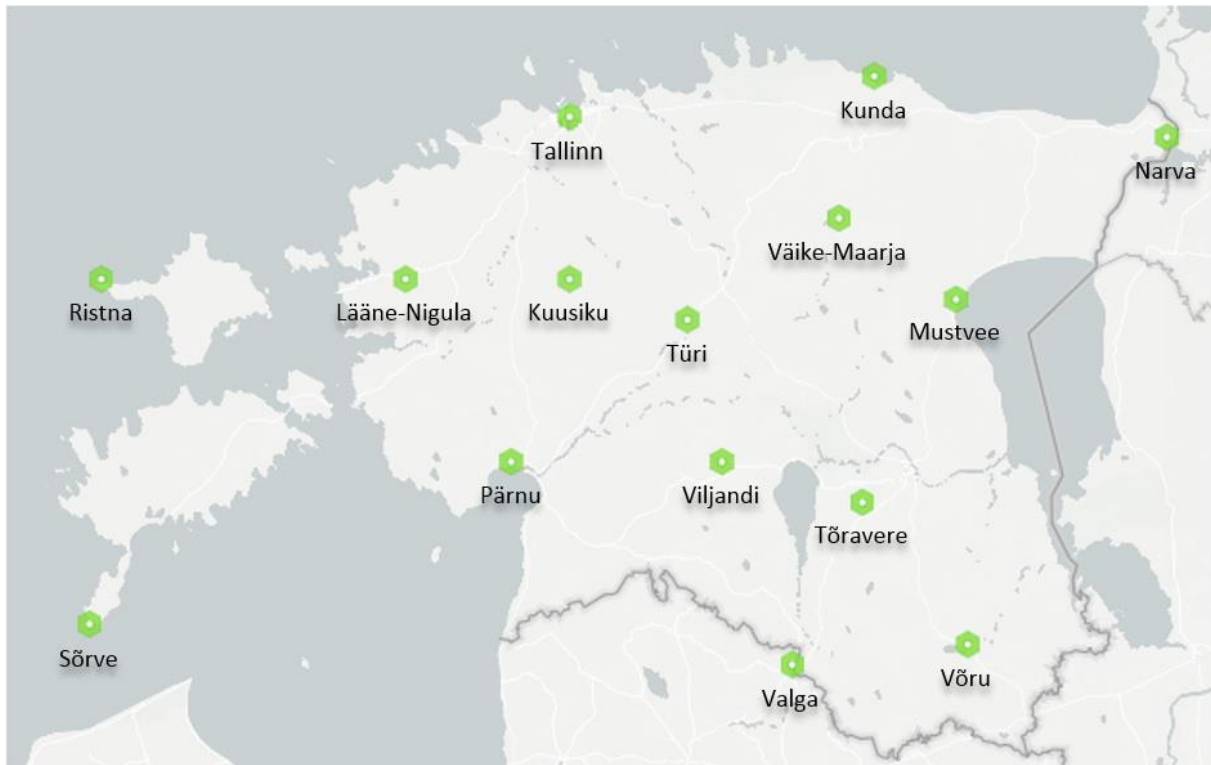 Kunda
Tallinn
Narva
Väike-Maarja
Ristna
Lääne-Nigula
Kuusiku
Türi
Mustvee
Pärnu
Viljandi
Tõravere
Sõrve
Valga
Võru